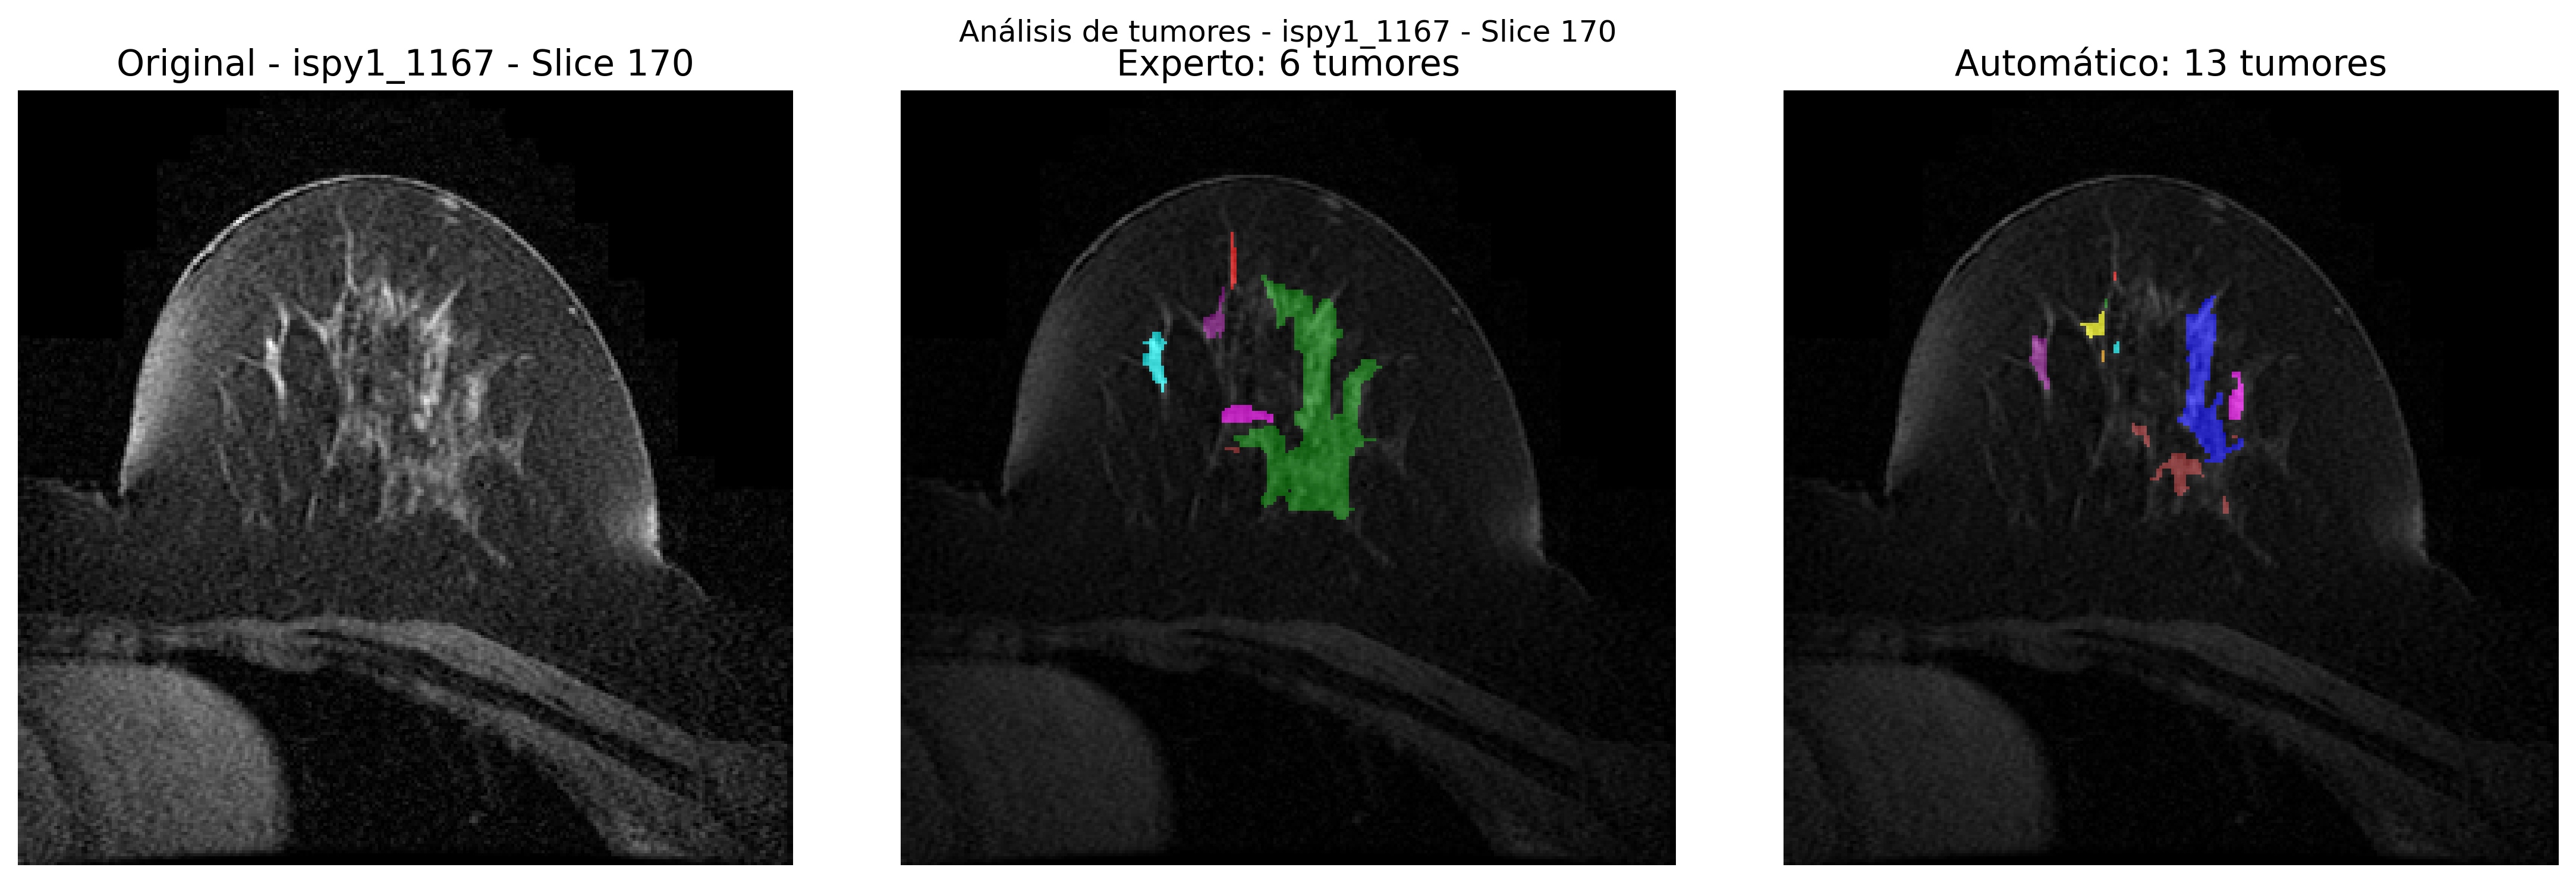 Análisis de tumores - ispy1_1167 - Slice 170
Original - ispy1_1167 - Slice 170
Experto: 6 tumores
Automático: 13 tumores